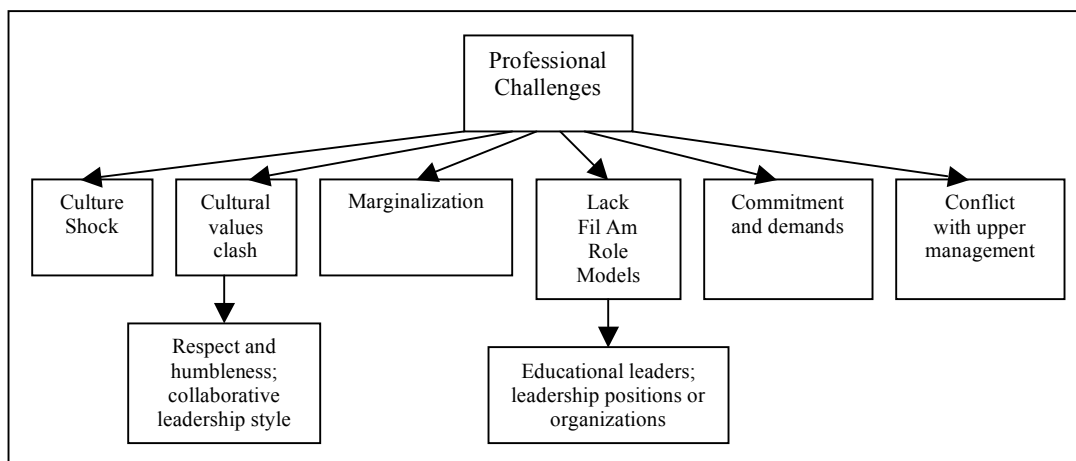 Professional
Challenges
Culture
Shock
Cultural
values
clash
Marginalization
Lack
Fil Am
Role
Models
Commitment
and demands
Conflict
with upper
management
Respect and
humbleness;
collaborative
leadership style
Educational leaders;
leadership positions or
organizations